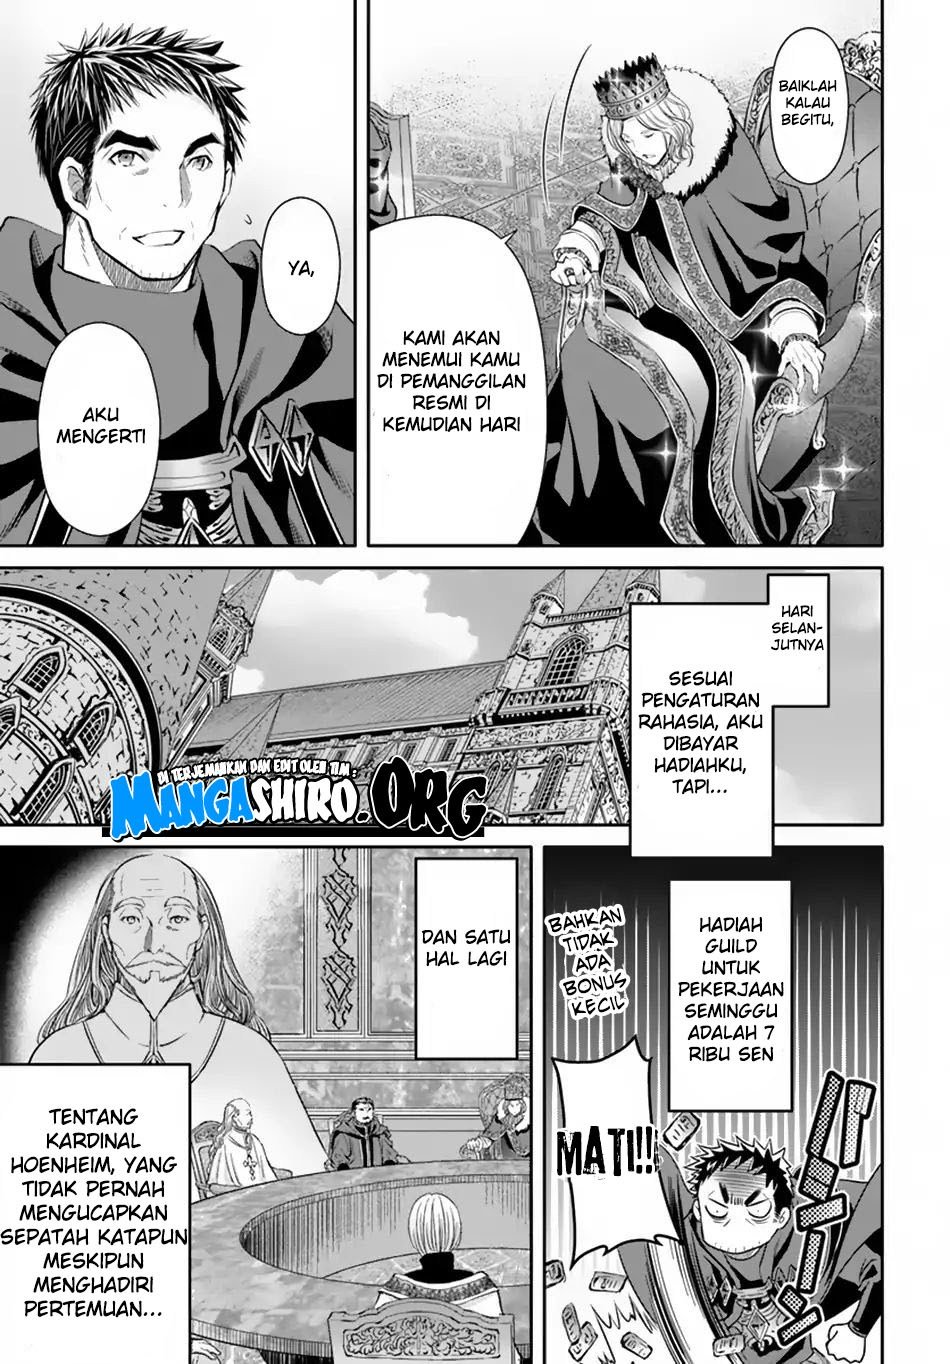 BAIKLAH
KALAU
BEGITU,
KAMI AKAN
MENEMUI KAMU
DI PEMANGGILAN
RESMI DI
KEMUDIAN HARI
YA,
AKU
MENGERTI
HARI
SELAN-
JUTNYA
SESUAI
PENGATURAN
RAHASIA, AKU
DIBAYAR
HADIAHKU,
TAPI...
DI TERJEMAHKAN DAN EDIT OLEH TIM :
MANGASHIRO.ORG
HADIAH
GUILD
UNTUK
PEKERJAAN
SEMINGGU
ADALAH 7
RIBU SEN
BAHKAN
TIDAK
ADA
BONUS
KECIL
MATI!!
DAN SATU
HAL LAGI
TENTANG
KARDINAL
HOENHEIM, YANG
TIDAK PERNAH
MENGUCAPKAN
SEPATAH KATAPUN
MESKIPUN
MENGHADIRI
PERTEMUAN...